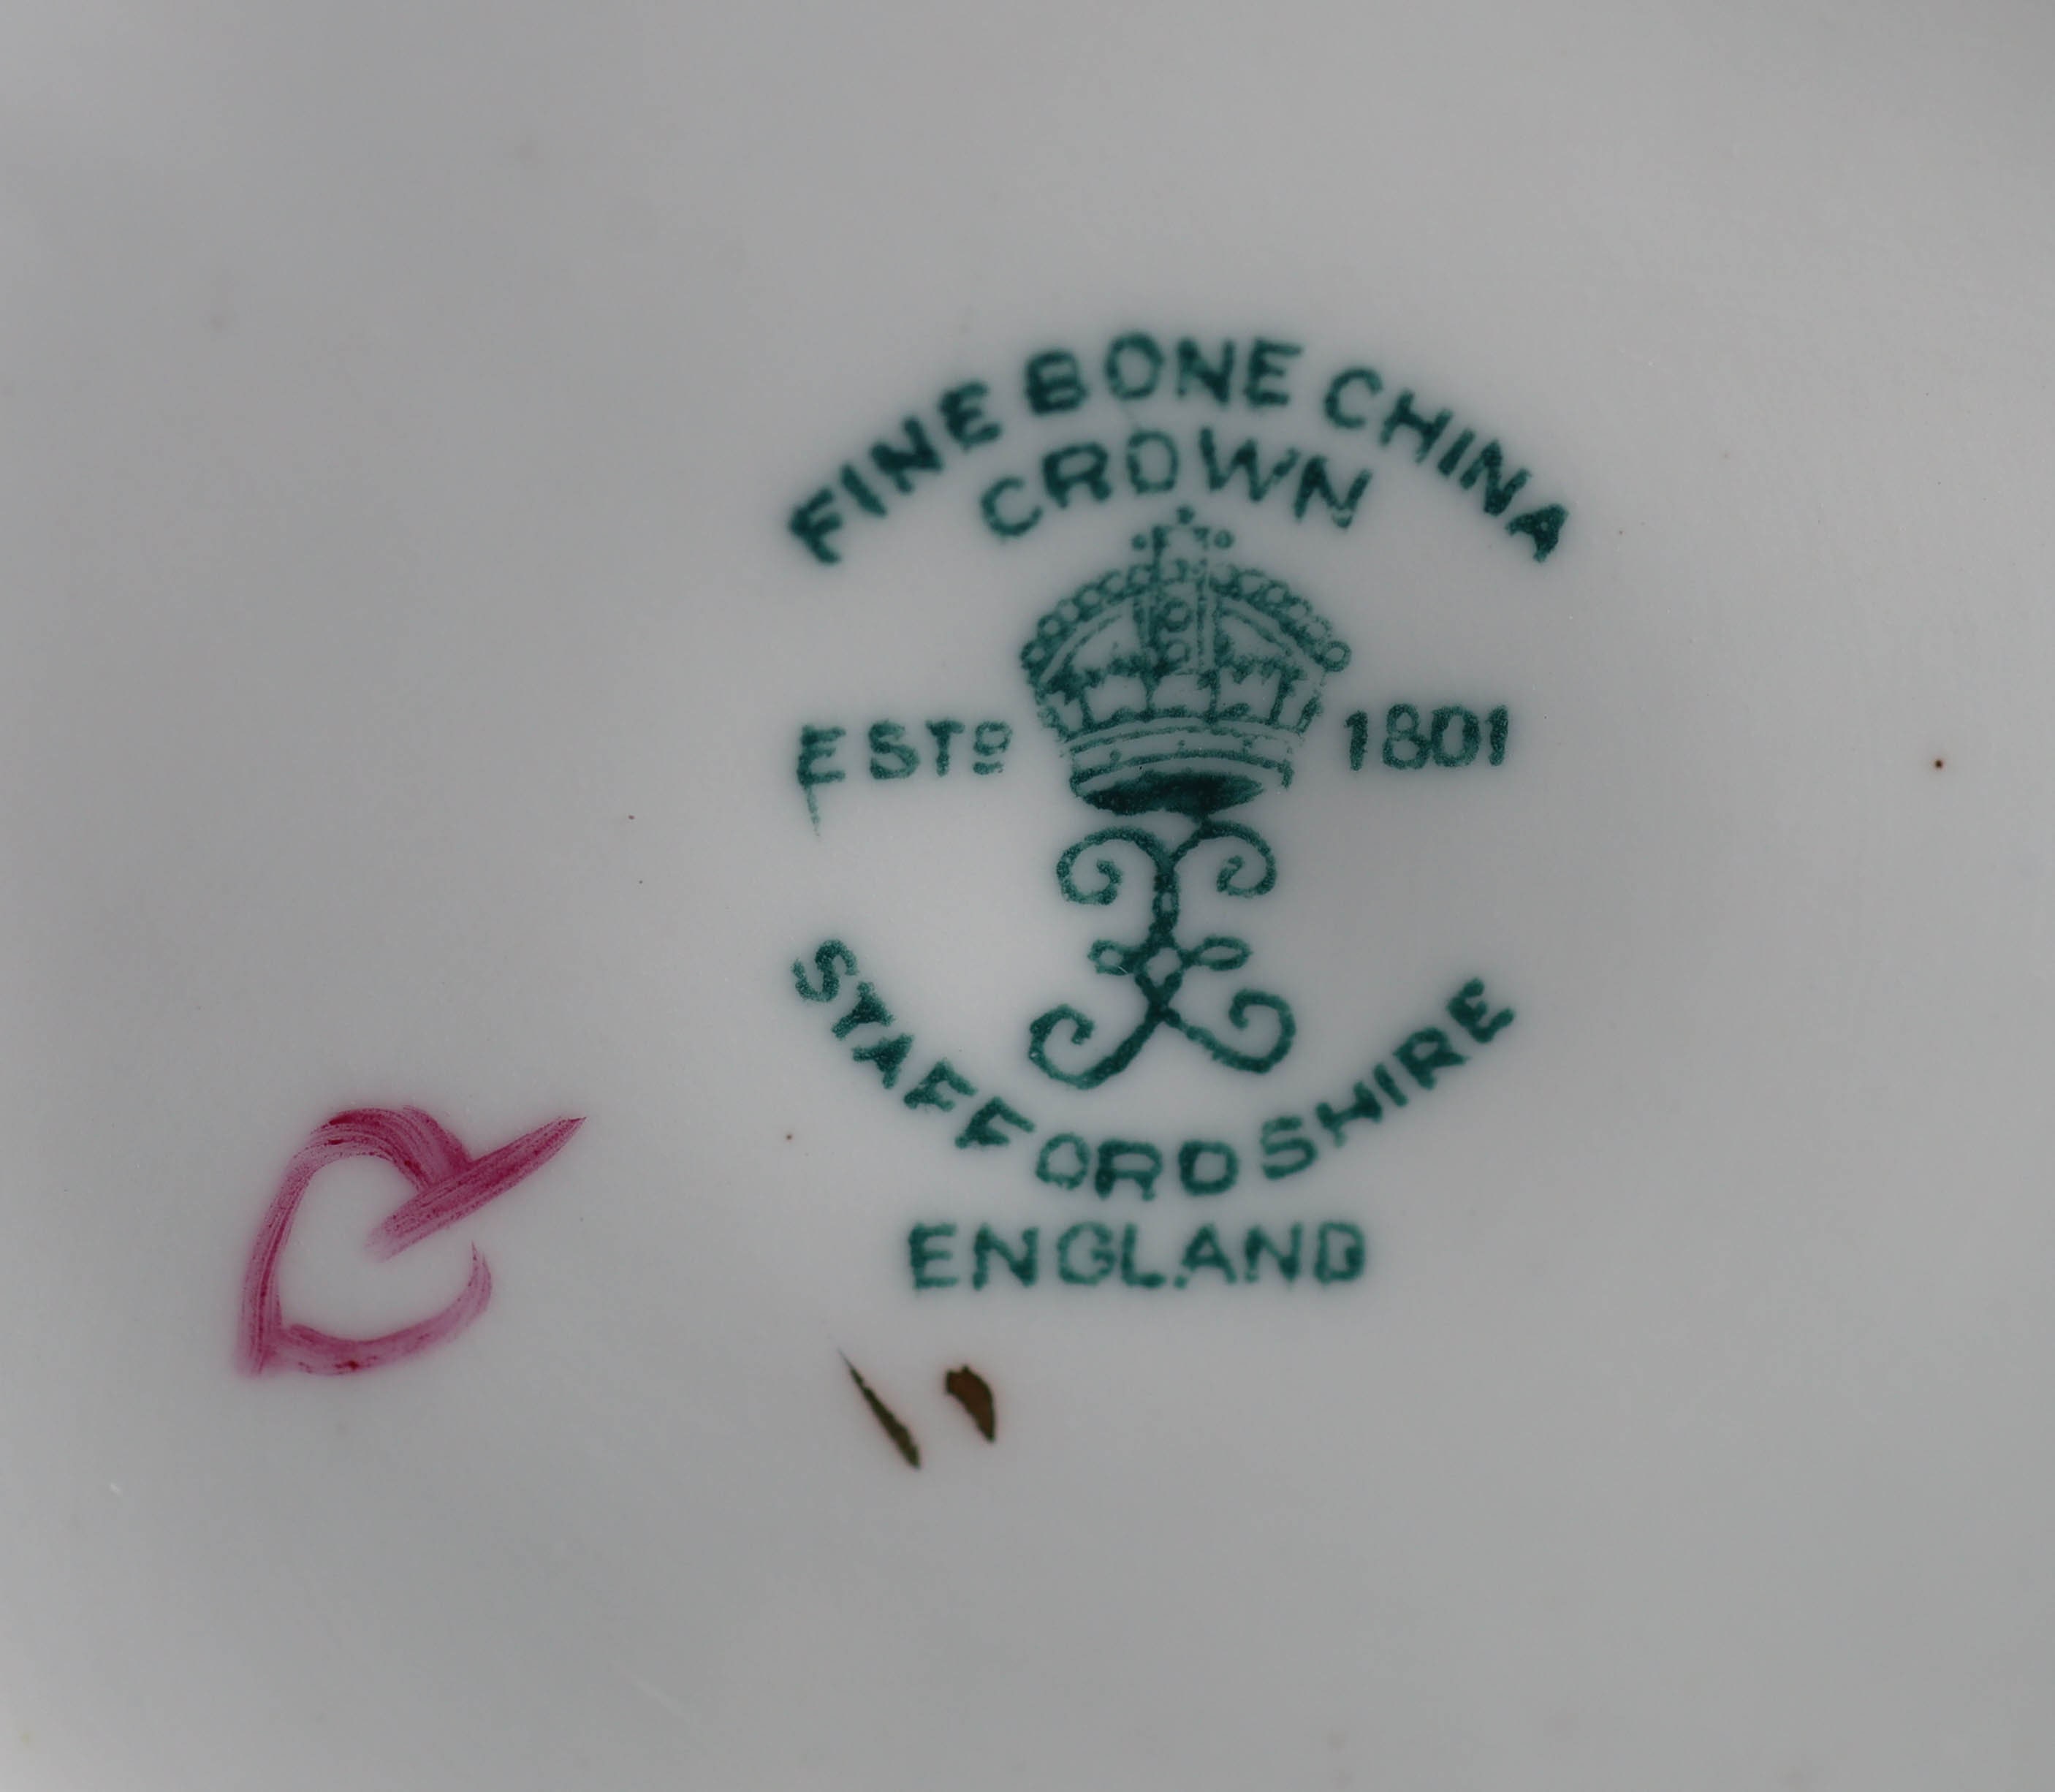 FINE BONE CHINA
CROWN
ESTD 1801
STAFFORDSHIRE
ENGLAND